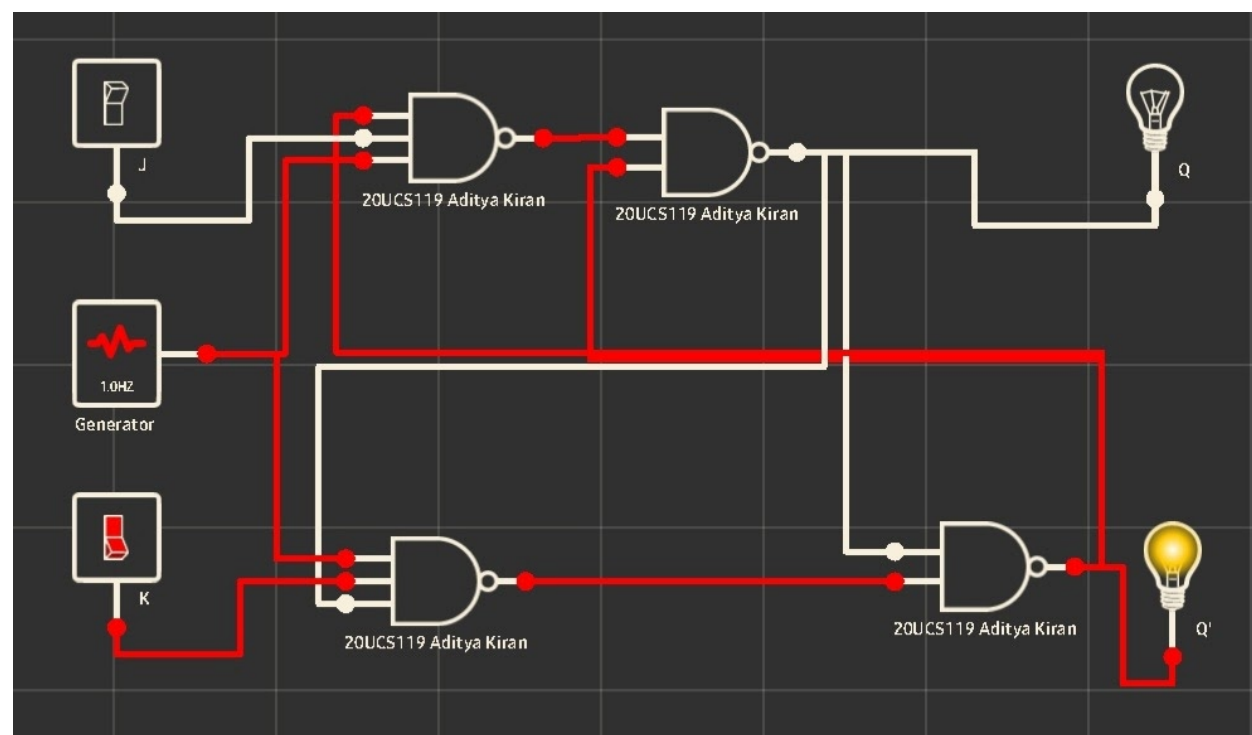 J
Q
20UCS119 Aditya Kiran
20UCS119 Aditya Kiran
1.0HZ
Generator
K
20UCS119 Aditya Kiran
20UCS119 Aditya Kiran
Q'